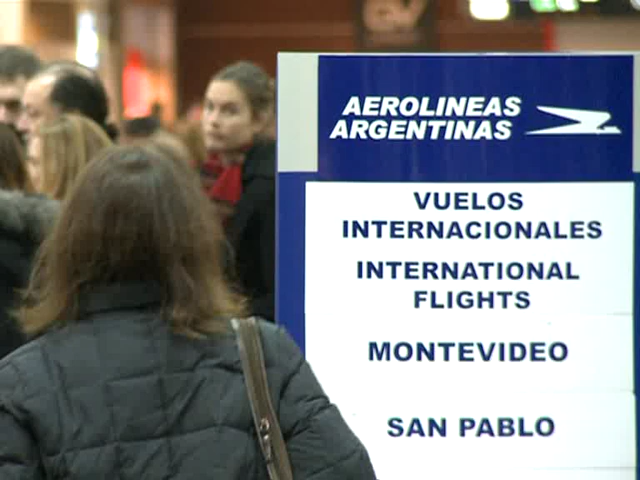 AEROLINEAS
ARGENTINAS
VUELOS
INTERNACIONALES
INTERNATIONAL
FLIGHTS
MONTEVIDEO
SAN PABLO